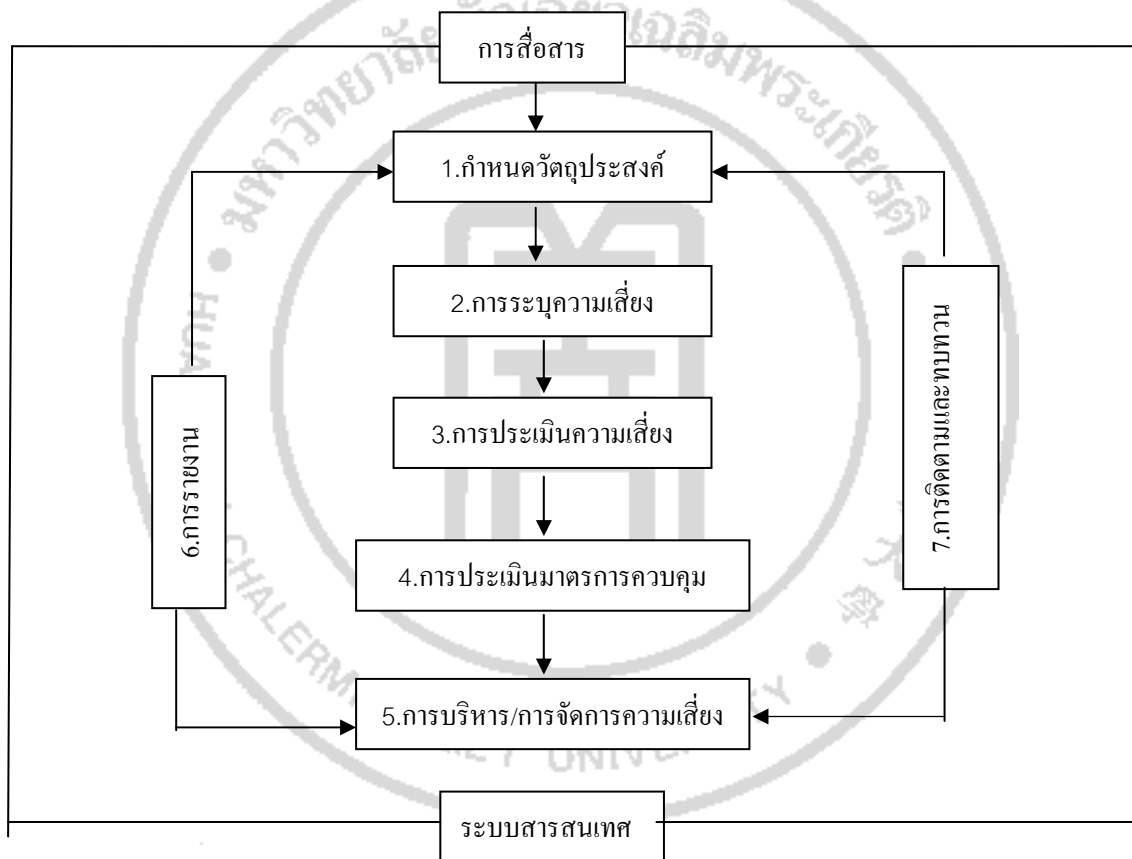 การสื่อสาร
1.กำหนดวัตถุประสงค์
2.การระบุความเสี่ยง
3.การประเมินความเสี่ยง
4.การประเมินมาตรการควบคุม
5.การบริหาร/การจัดการความเสี่ยง
6.การรายงาน
7.การติดตามและทบทวน
ระบบสารสนเทศ